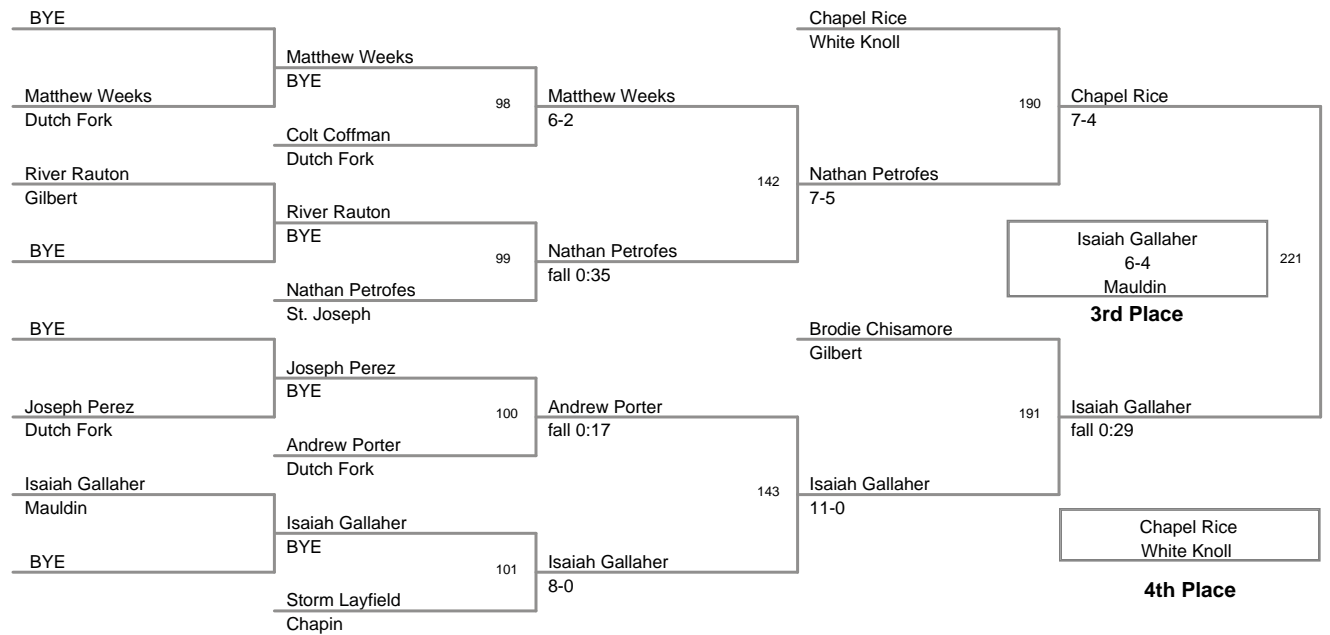 BYE
Matthew Weeks
Dutch Fork
River Rauton
Gilbert
BYE
BYE
Joseph Perez
Dutch Fork
Isaiah Gallaher
Mauldin
BYE
Matthew Weeks
BYE
98
Colt Coffman
Dutch Fork
River Rauton
BYE
99
Nathan Petrofes
St. Joseph
Joseph Perez
BYE
100
Andrew Porter
Dutch Fork
Isaiah Gallaher
BYE
101
Storm Layfield
Chapin
Matthew Weeks
6-2
142
Nathan Petrofes
fall 0:35
Andrew Porter
fall 0:17
143
Isaiah Gallaher
8-0
Chapel Rice
White Knoll
190
Nathan Petrofes
7-5
Brodie Chisamore
Gilbert
191
Isaiah Gallaher
11-0
Chapel Rice
7-4
Isaiah Gallaher
6-4
Mauldin
221
3rd Place
Isaiah Gallaher
fall 0:29
Chapel Rice
White Knoll
4th Place